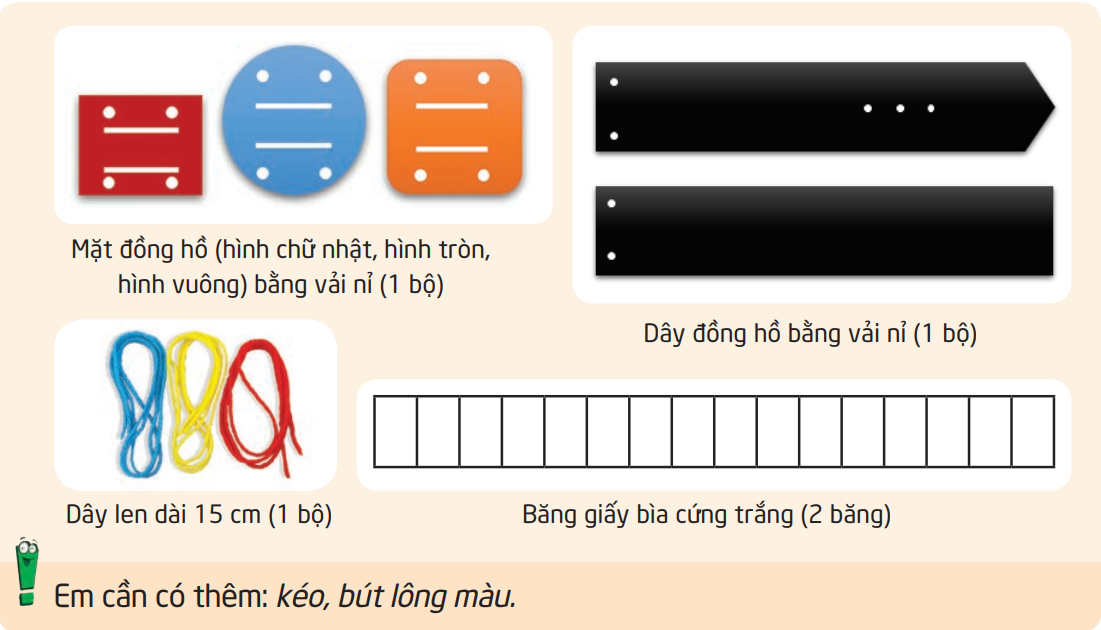 Mặt đồng hồ (hình chữ nhật, hình tròn,
hình vuông) bằng vải nỉ (1 bộ)
Dây đồng hồ bằng vải nỉ (1 bộ)
Dây len dài 15 cm (1 bộ)
Băng giấy bìa cứng trắng (2 băng)
Em cần có thêm: kéo, bút lông màu.